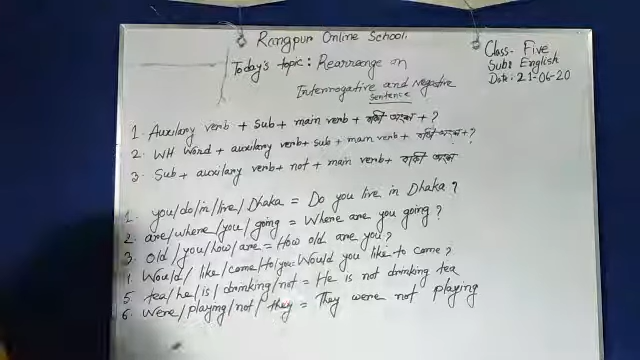 Rangpur Online School.
Class- Five
Sub: English
Date: 21-06-20
Today's topic: Rearrange on
Interrogative and Negative
Sentence
1. Auxilary verb + Sub + main verb + বাকী অংশ + ?
2. WH Word + auxilary verb + sub + main verb + বাকী অংশ + ?
3. Sub + auxilary verb + not + main verb + বাকী অংশ
1. you/do/in/live/Dhaka = Do you live in Dhaka?
2. are/where/you/going = Where are you going?
3. old/you/how/are = How old are you?
1. Would/like/come/to/you = Would you like to come?
5. tea/he/is/drinking/not = He is not drinking tea
6. Were/playing/not/they = They were not playing